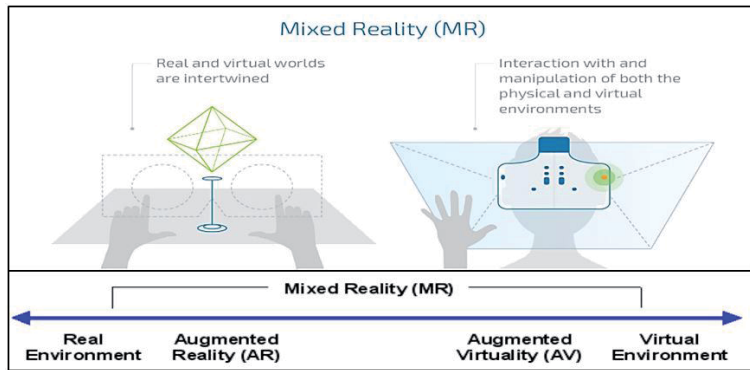 Mixed Reality (MR)
Real and virtual worlds
are intertwined
Interaction with and
manipulation of both the
physical and virtual
environments
Mixed Reality (MR)
Real
Environment
Augmented
Reality (AR)
Augmented
Virtuality (AV)
Virtual
Environment